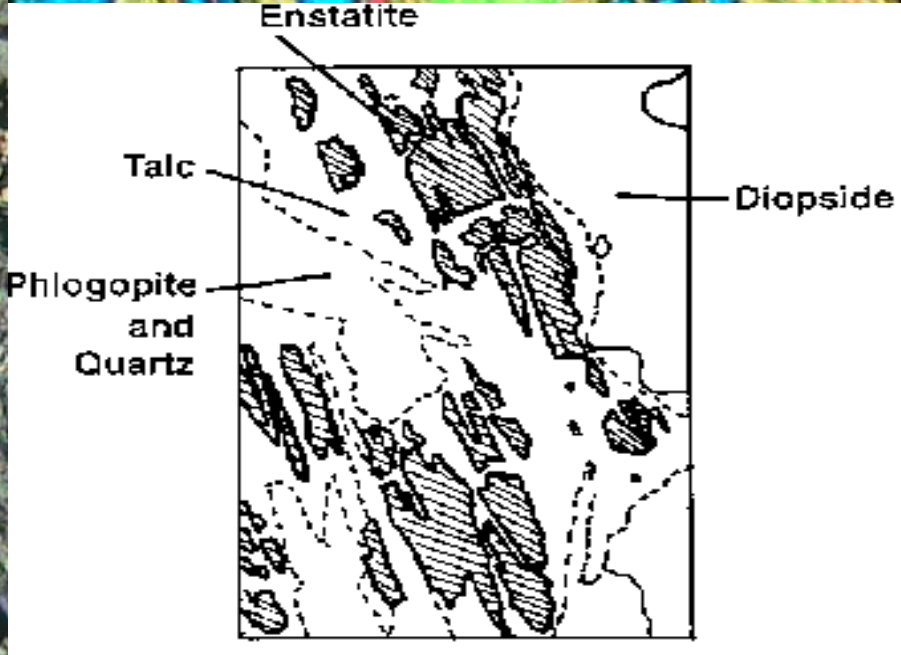 Enstatite
Talc
Diopside
Phlogopite
and
Quartz